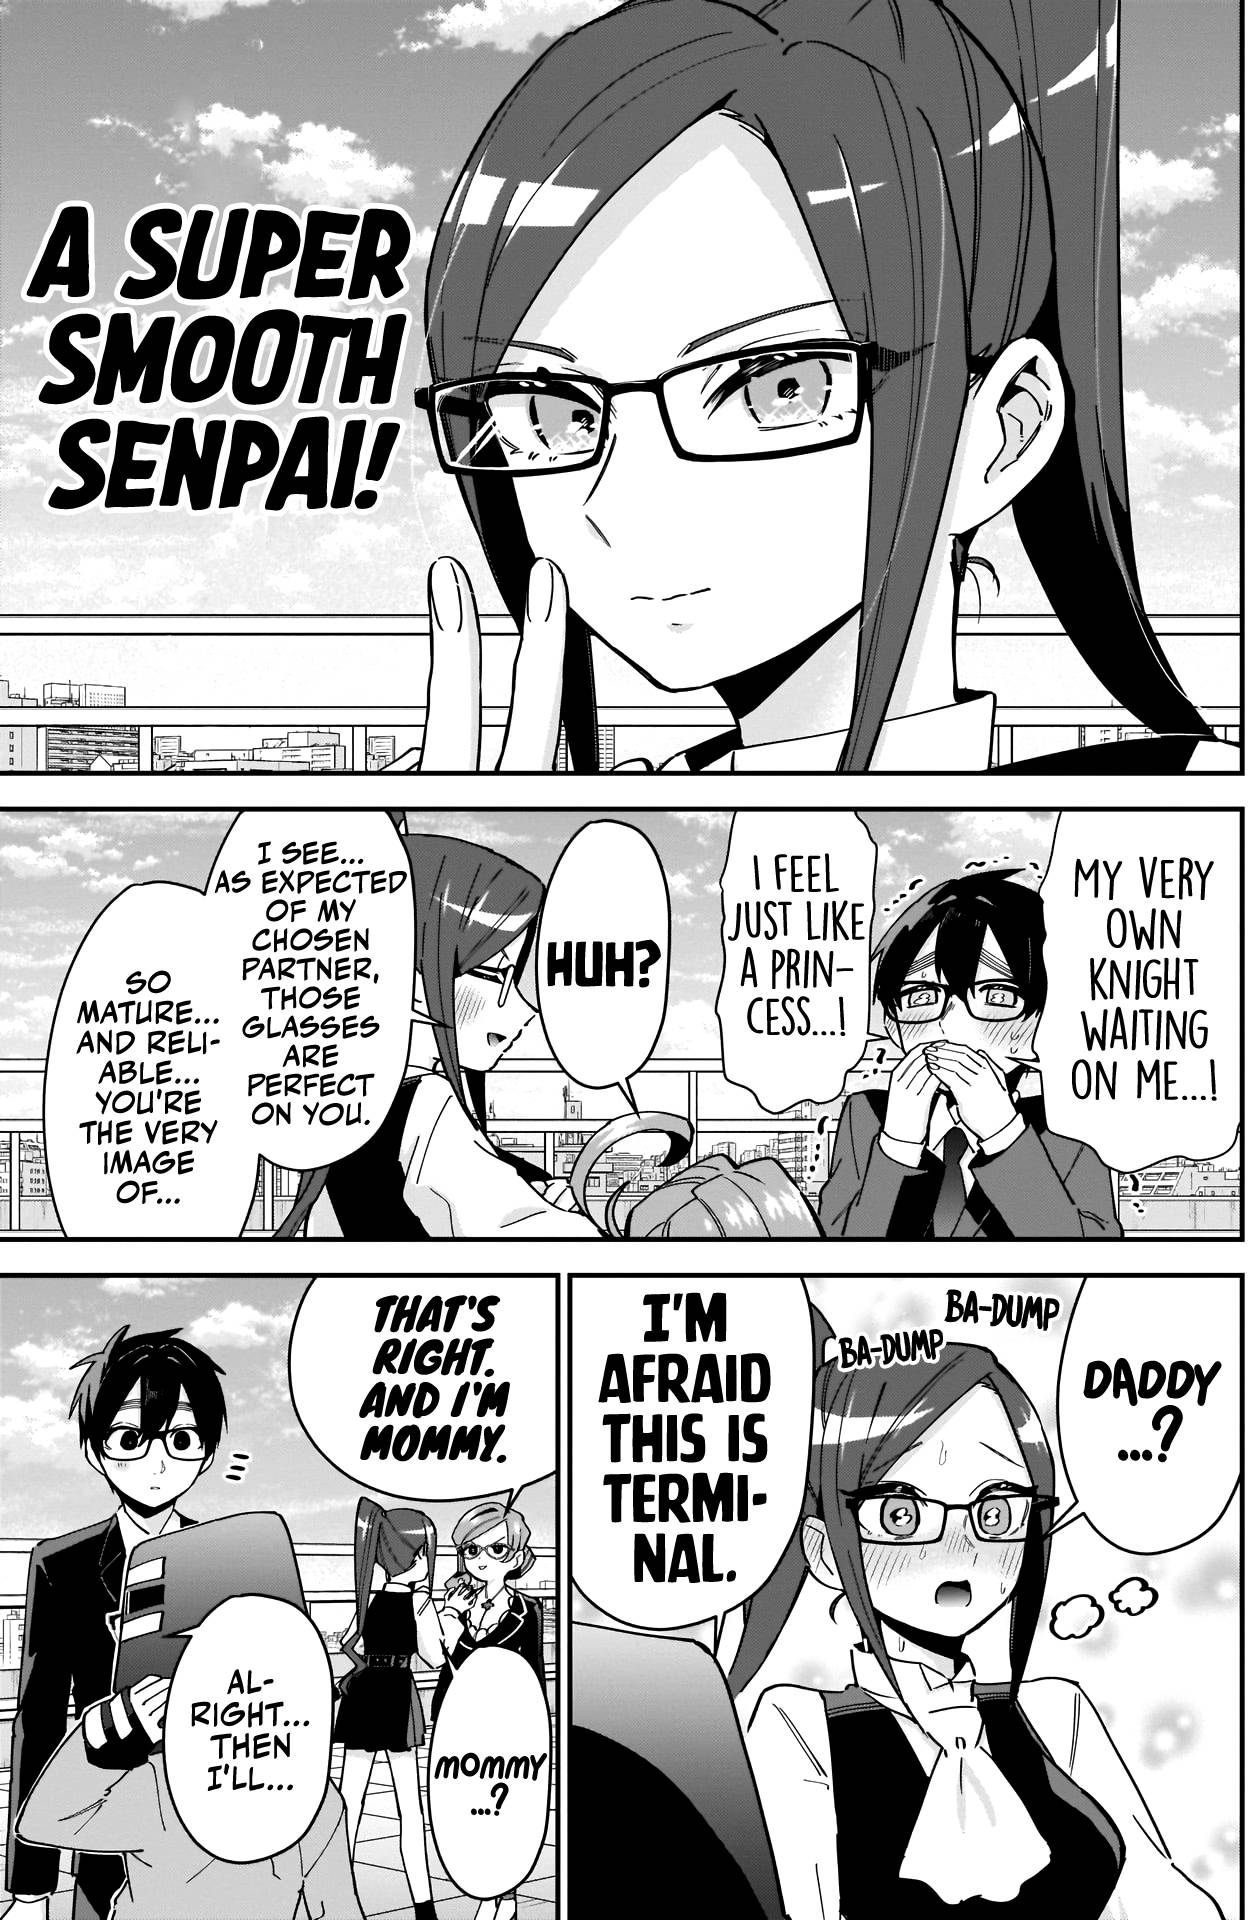 A SUPER
SMOOTH
SENPAI!
MY VERY
OWN
KNIGHT
WAITING
ON ME...!
I FEEL
JUST LIKE
A PRIN-
CESS...!
HUH?
I SEE...
AS EXPECTED
OF MY
CHOSEN
PARTNER,
THOSE
GLASSES
ARE
PERFECT
ON YOU.
SO
MATURE...
AND RELI-
ABLE...
YOU'RE
THE VERY
IMAGE
OF...
DADDY
...?
BA-DUMP
BA-DUMP
I'M
AFRAID
THIS IS
TERMI-
NAL.
THAT'S
RIGHT.
AND I'M
MOMMY.
MOMMY
...?
AL-
RIGHT...
THEN
I'LL...